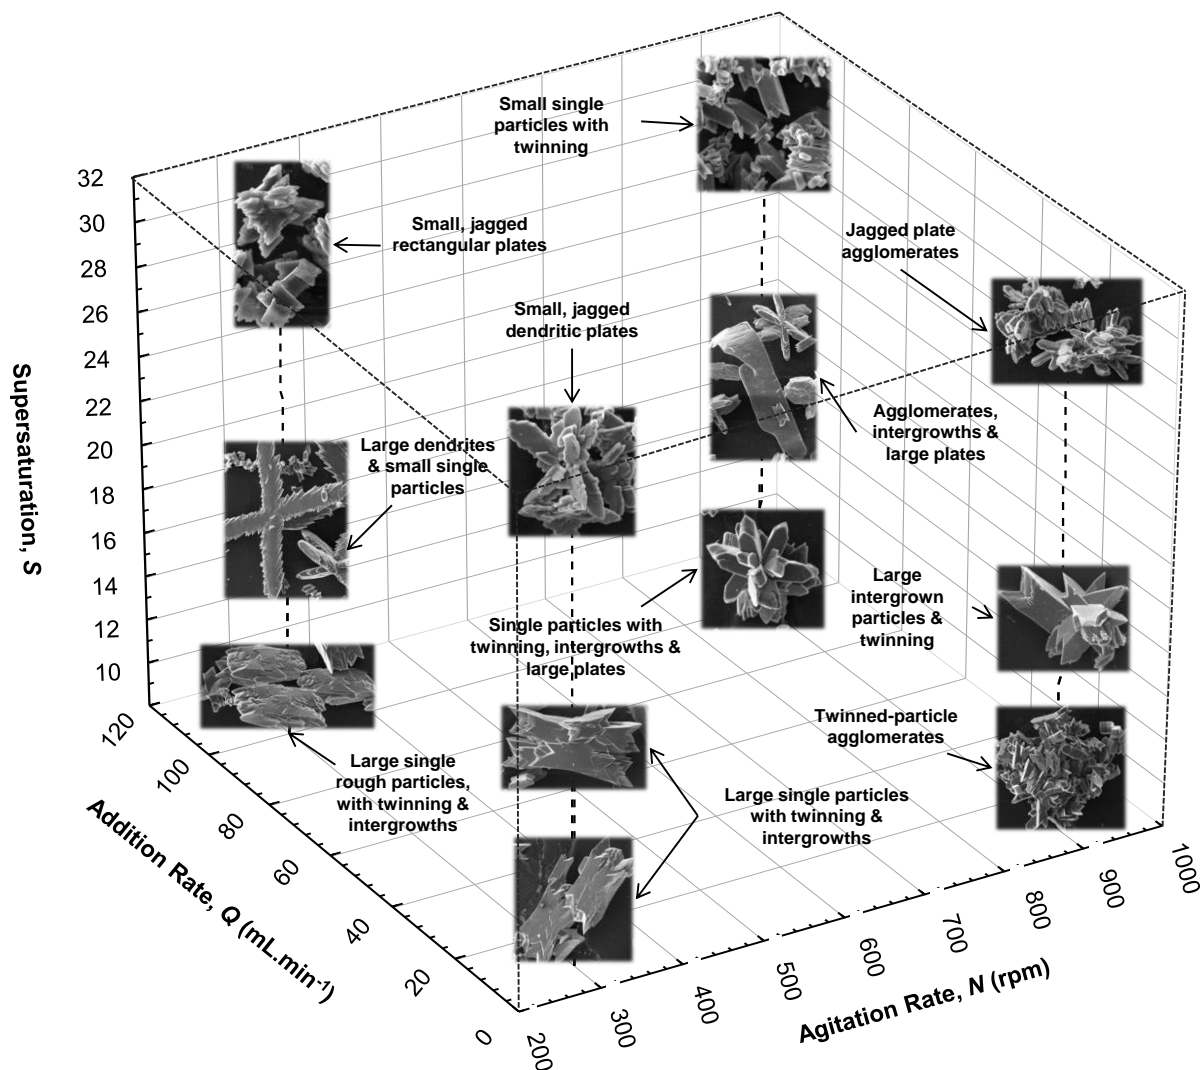 Small single
particles with
twinning
32
30
28
26
24
22
20
18
16
14
12
10
Supersaturation, S
Small, jagged
rectangular plates
Jagged plate
agglomerates
Small, jagged
dendritic plates
Agglomerates,
intergrowths &
large plates
Large dendrites
& small single
particles
Large
intergrown
particles &
twinning
Single particles with
twinning, intergrowths &
large plates
Twinned-particle
agglomerates
Large single
rough particles,
with twinning &
intergrowths
Large single particles
with twinning &
intergrowths
120
100
80
60
40
20
0
Addition Rate, Q (mL.min-1)
200
300
400
500
600
700
800
900
1000
Agitation Rate, N (rpm)